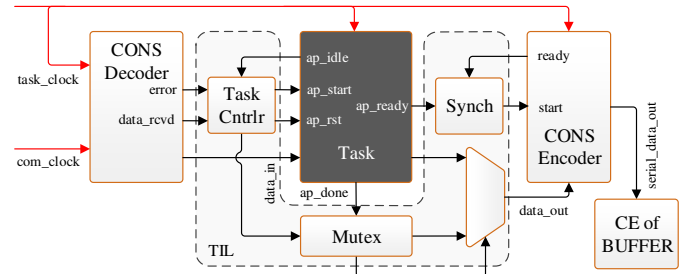 CONS
Decoder
task_clock
error
data_rcvd
com_clock
Task
Cntrlr
ap_idle
ap_start
ap_rst
ap_ready
Task
data_in
ap_done
Mutex
TIL
Synch
ready
start
CONS
Encoder
data_out
serial_data_out
CE of
BUFFER